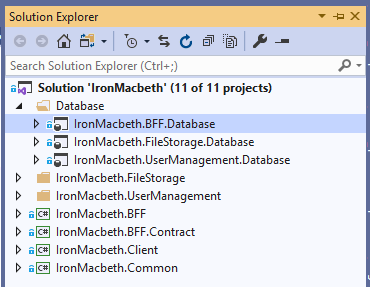 Solution Explorer
Search Solution Explorer (Ctrl+;)
Solution 'IronMacbeth' (11 of 11 projects)
Database
IronMacbeth.BFF.Database
IronMacbeth.FileStorage.Database
IronMacbeth.UserManagement.Database
IronMacbeth.FileStorage
IronMacbeth.UserManagement
C# IronMacbeth.BFF
C# IronMacbeth.BFF.Contract
C# IronMacbeth.Client
C# IronMacbeth.Common